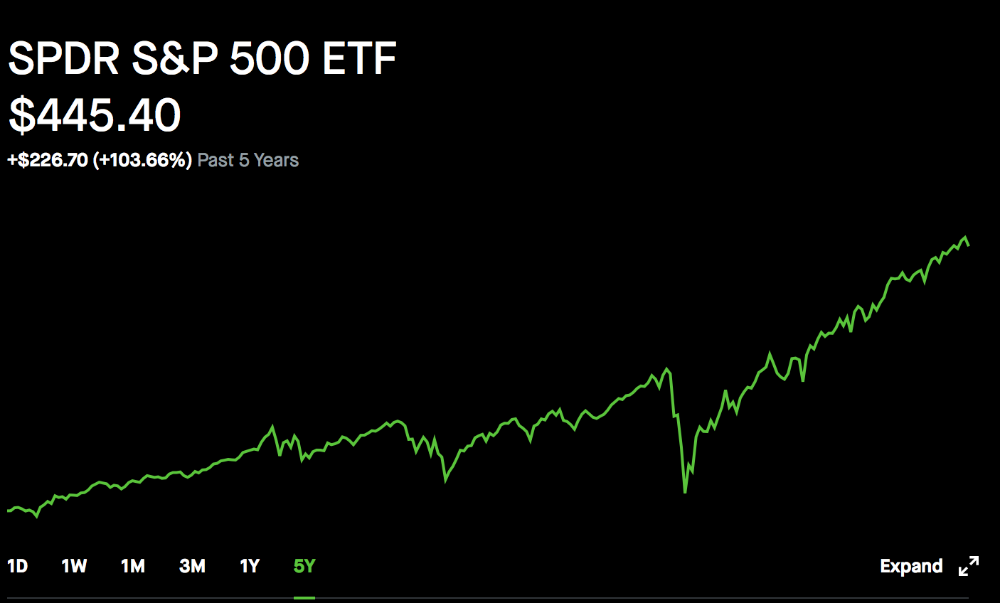 SPDR S&P 500 ETF
$445.40
+$226.70 (+103.66%) Past 5 Years
1D 1W 1M 3M 1Y 5Y Expand